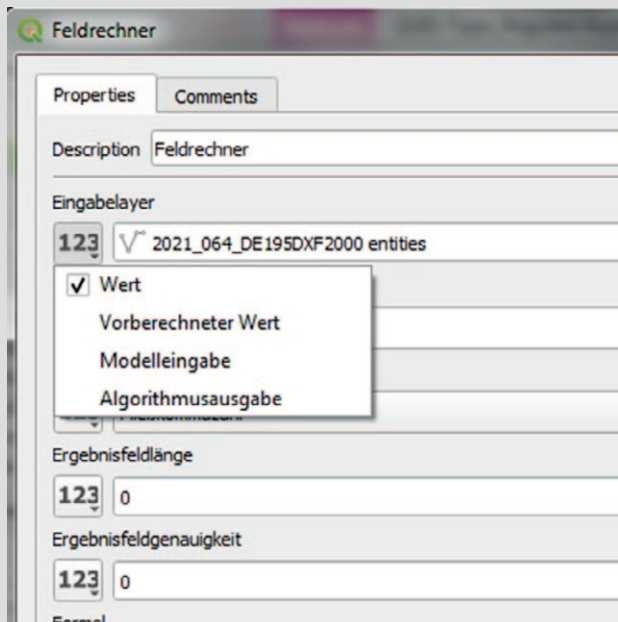 Feldrechner
Properties Comments
Description Feldrechner
Eingabelayer
123 2021_064_DE195DXF2000 entities
Wert
Vorberechneter Wert
Modelleingabe
Algorithmusausgabe
Ergebnisfeldlänge
123 0
Ergebnisfeldgenauigkeit
123 0